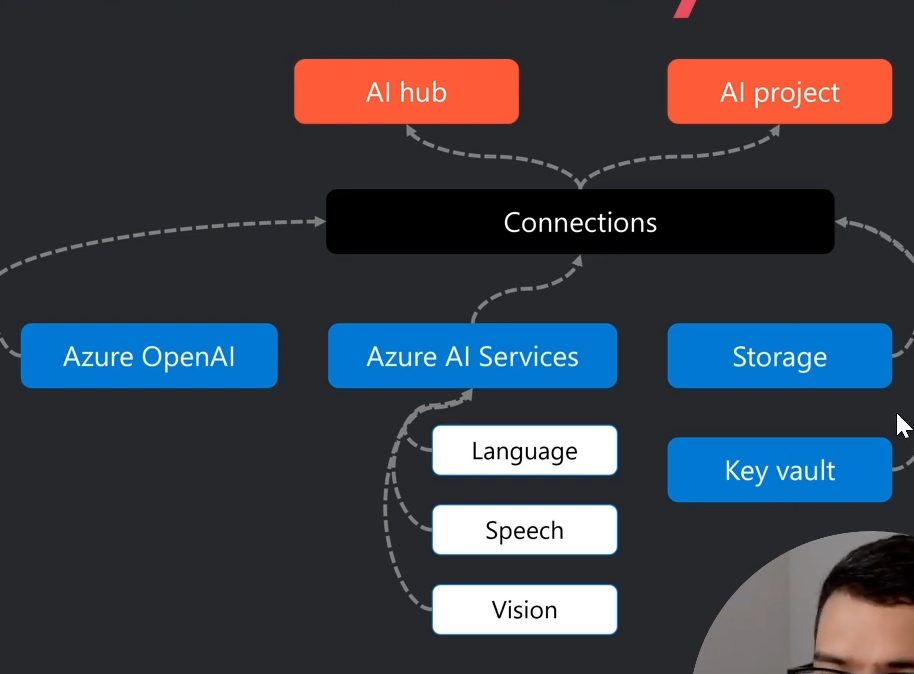 AI hub
AI project
Connections
Azure OpenAI
Azure AI Services
Storage
Language
Key vault
Speech
Vision